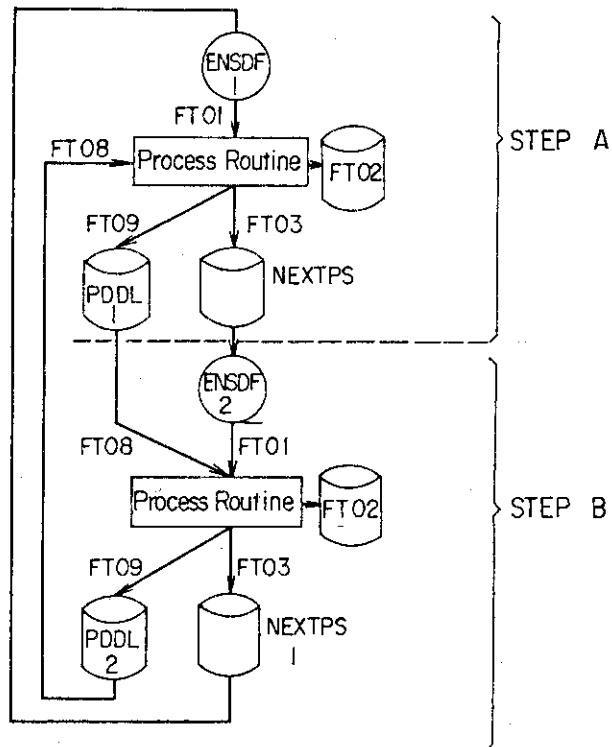 ENSDF
1
FT01
FT08
Process Routine
FT02
STEP A
FT09
FT03
PDDL
1
NEXTPS
ENSDF
2
FT08
FT01
Process Routine
FT02
STEP B
FT09
FT03
PDDL
2
NEXTPS
1